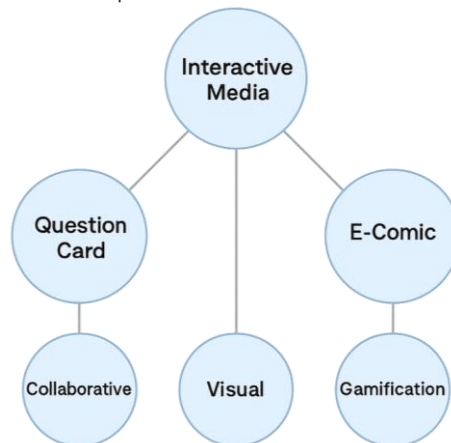 Interactive
Media
Question
Card
E-Comic
Collaborative
Visual
Gamification